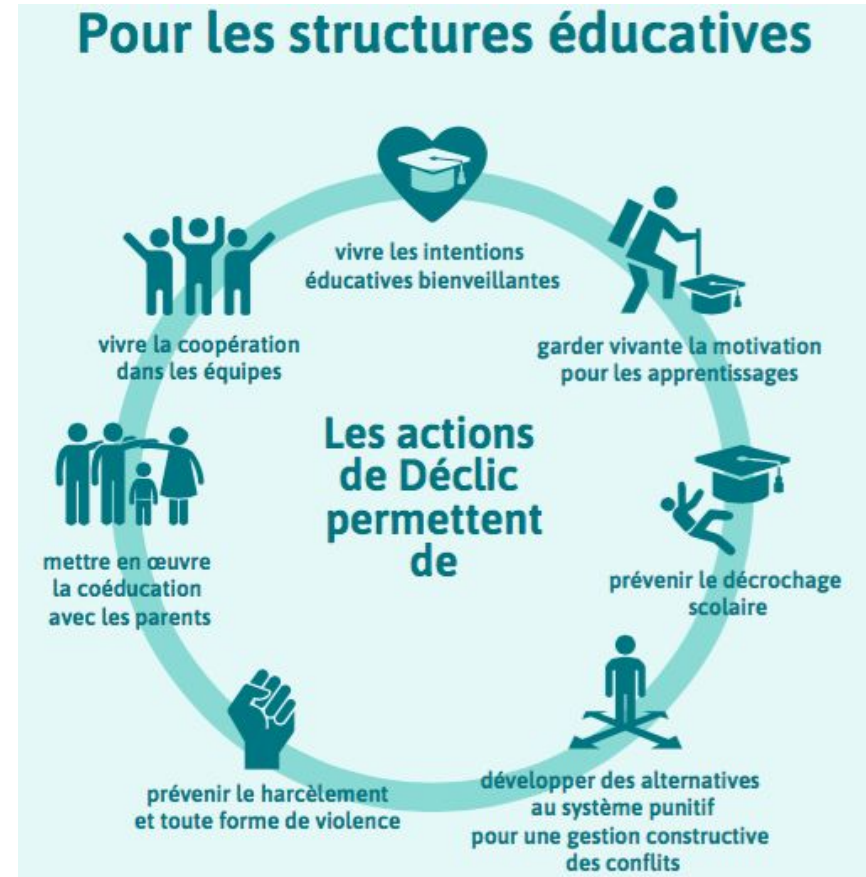 Pour les structures éducatives
vivre les intentions
éducatives bienveillantes
garder vivante la motivation
pour les apprentissages
prévenir le décrochage
scolaire
développer des alternatives
au système punitif
pour une gestion constructive
des conflits
prévenir le harcèlement
et toute forme de violence
mettre en œuvre
la coéducation
avec les parents
vivre la coopération
dans les équipes
Les actions
de Déclic
permettent
de